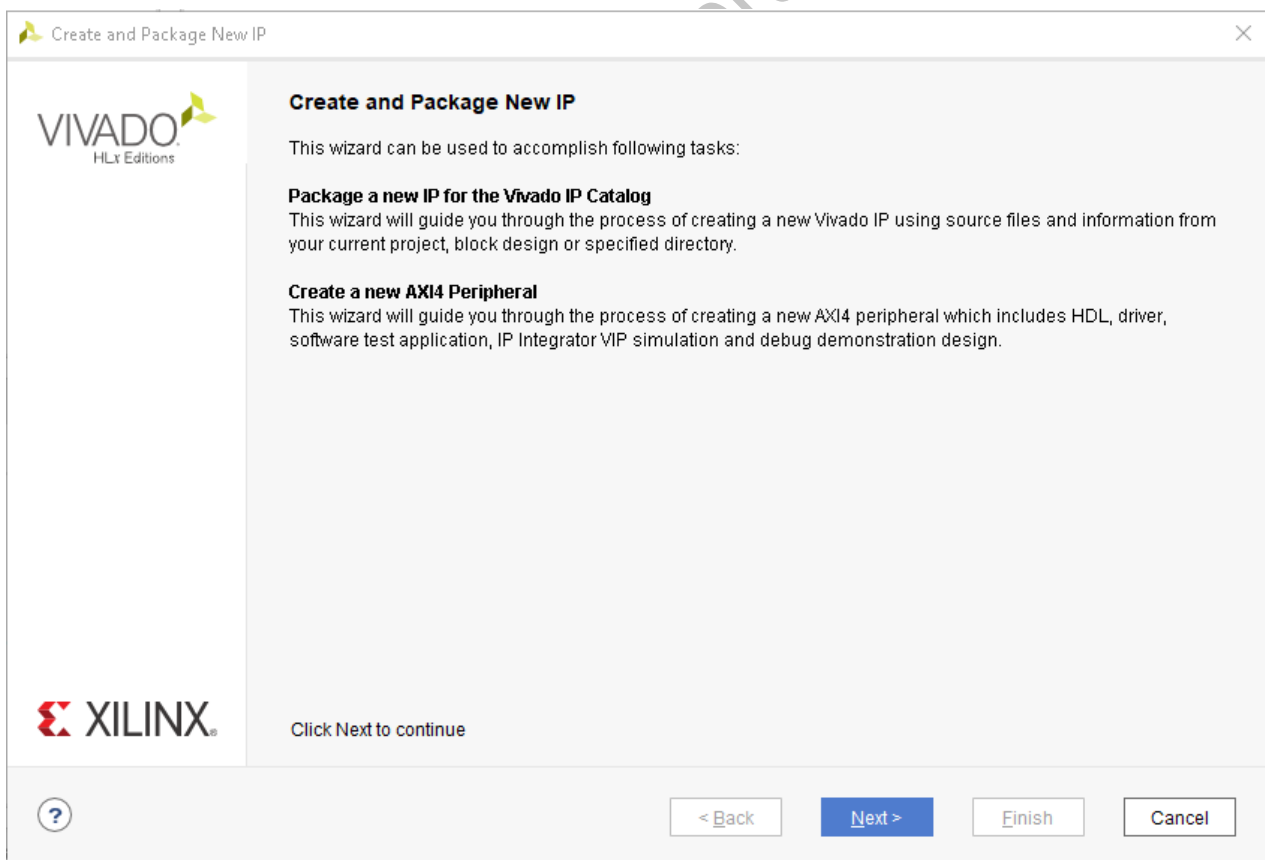 Create and Package New IP
VIVADO.
HLx Editions
Create and Package New IP
This wizard can be used to accomplish following tasks:
Package a new IP for the Vivado IP Catalog
This wizard will guide you through the process of creating a new Vivado IP using source files and information from
your current project, block design or specified directory.
Create a new AXI4 Peripheral
This wizard will guide you through the process of creating a new AXI4 peripheral which includes HDL, driver,
software test application, IP Integrator VIP simulation and debug demonstration design.
XILINX®
Click Next to continue
?
< Back
Next >
Finish
Cancel